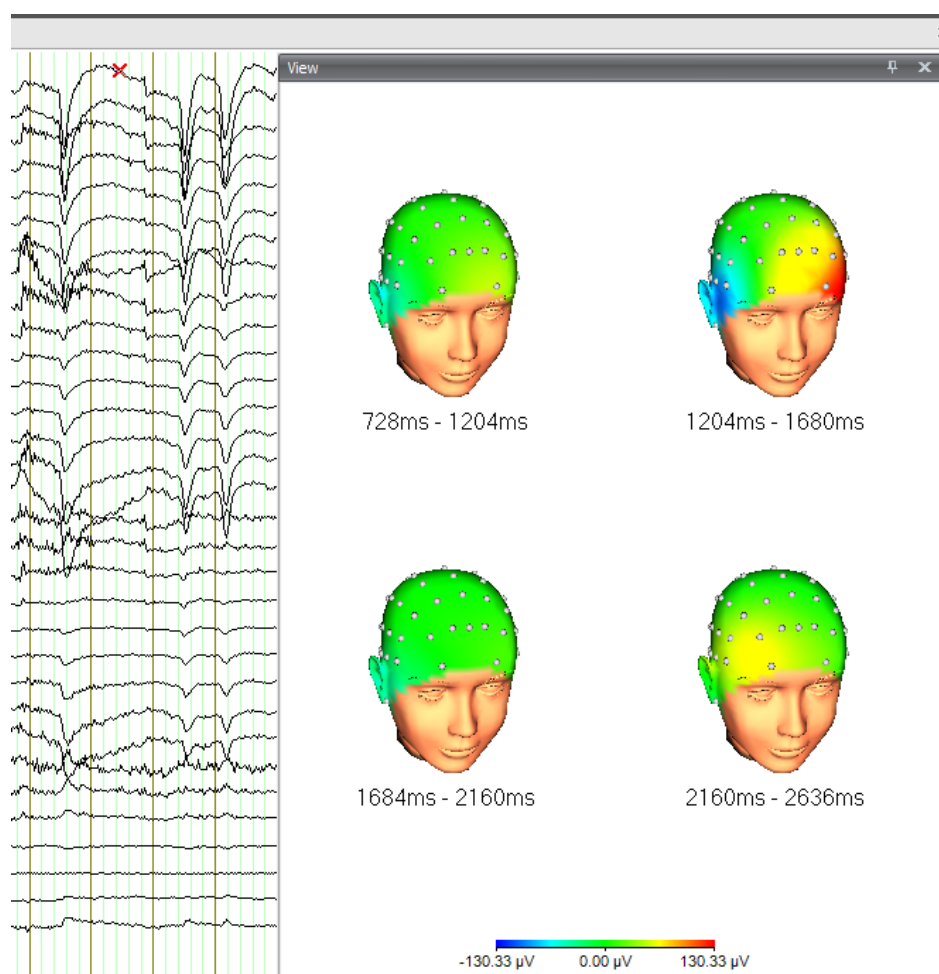 View
728ms - 1204ms
1204ms - 1680ms
1684ms - 2160ms
2160ms - 2636ms
-130.33 µV
0.00 µV
130.33 µV